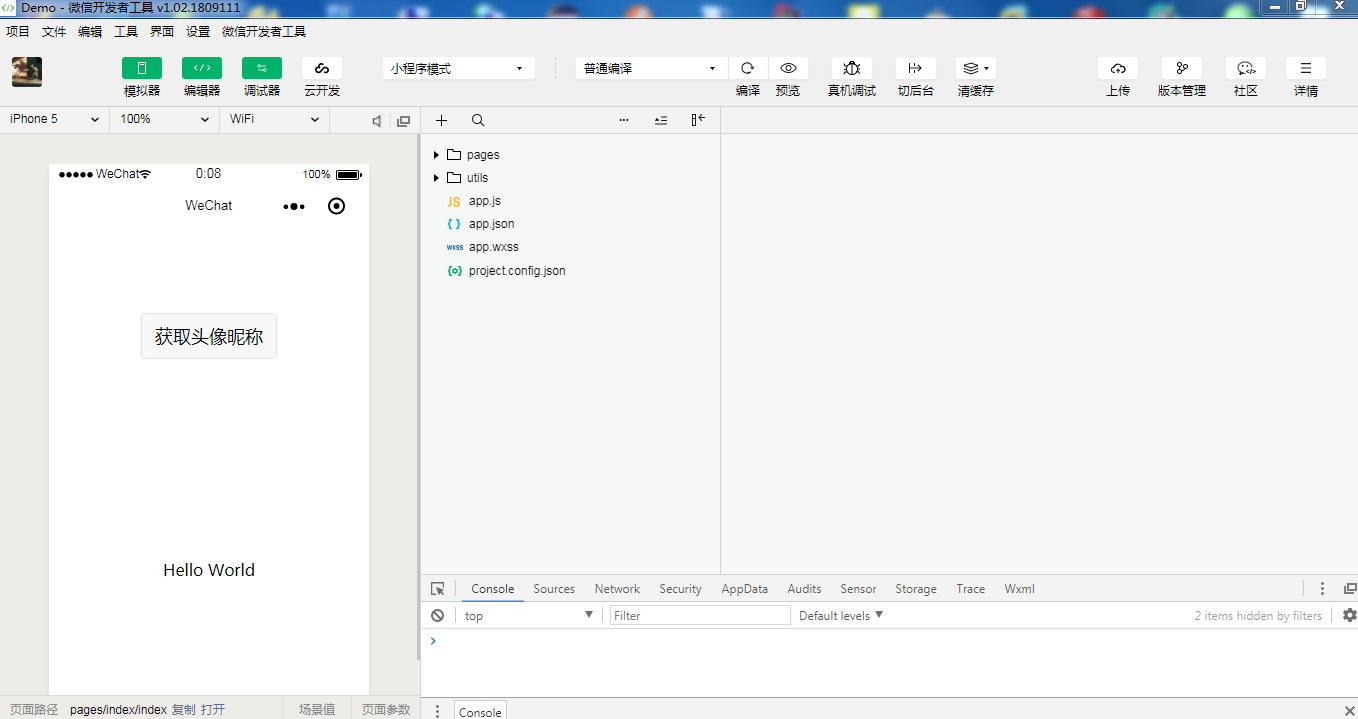 Demo - 微信开发者工具 v1.02.1809111
项目 文件 编辑 工具 界面 设置 微信开发者工具
小程序模式 普通编译
模拟器 编辑器 调试器 云开发 编译 预览 真机调试 切后台 清缓存 上传 版本管理 社区 详情
iPhone 5 100% WiFi
WeChat 0:08 100%
WeChat
获取头像昵称
Hello World
页面路径 pages/index/index 复制 打开 场景值 页面参数
pages
utils
JS app.js
{ } app.json
wxss app.wxss
{o} project.config.json
Console Sources Network Security AppData Audits Sensor Storage Trace Wxml
top Filter Default levels 2 items hidden by filters
Console